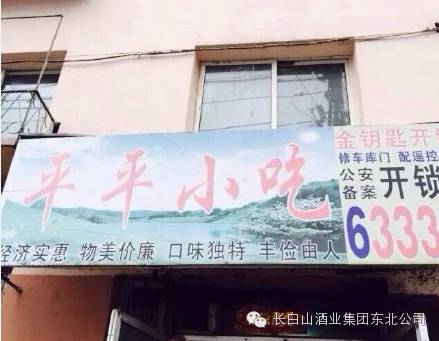 平平小吃
经济实惠 物美价廉 口味独特 丰俭由人
金钥匙开锁
修车库门 配遥控
公安
备案
开锁
6333
长白山酒业集团东北公司